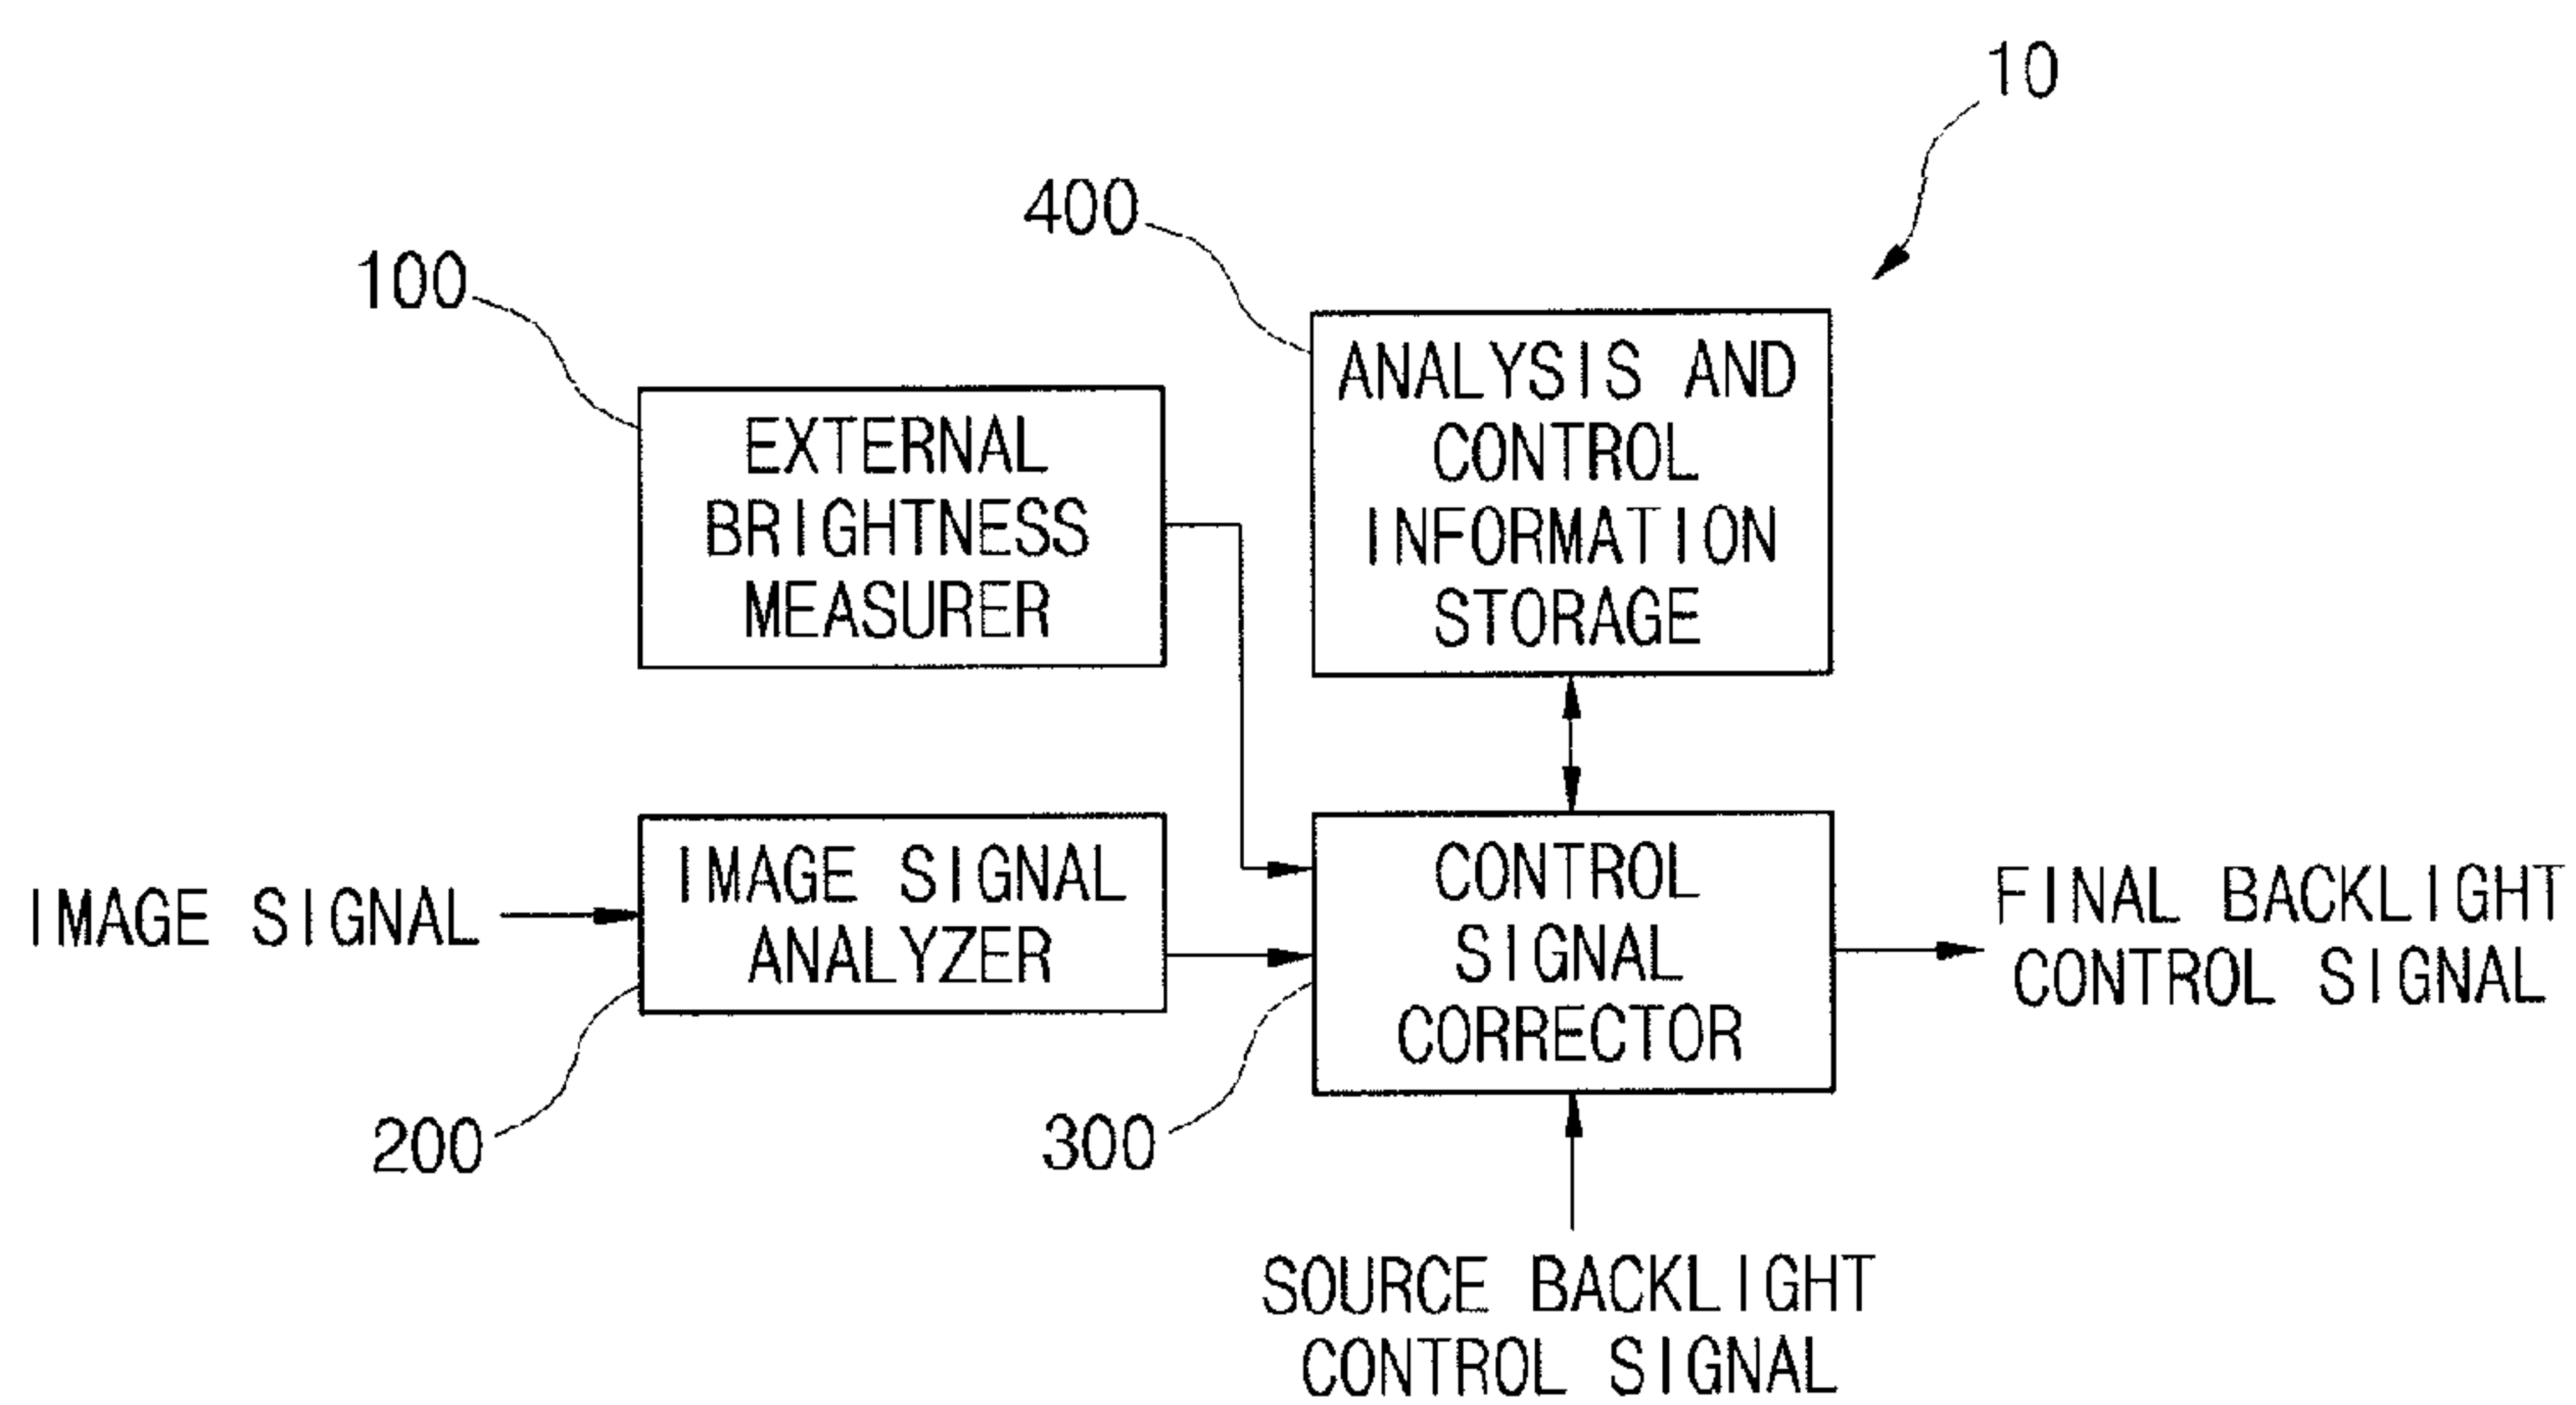 10
400
100
ANALYSIS AND
CONTROL
INFORMATION
STORAGE
EXTERNAL
BRIGHTNESS
MEASURER
IMAGE SIGNAL
IMAGE SIGNAL
ANALYZER
CONTROL
SIGNAL
CORRECTOR
FINAL BACKLIGHT
CONTROL SIGNAL
200
300
SOURCE BACKLIGHT
CONTROL SIGNAL